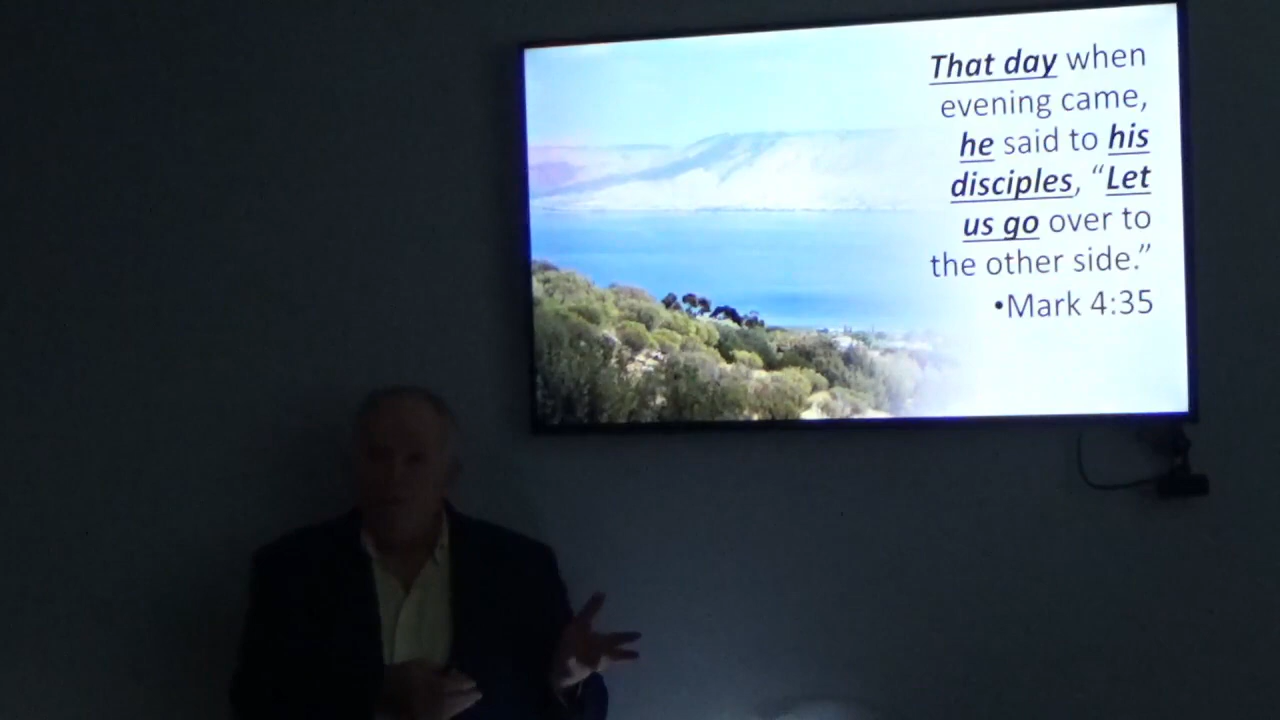 That day when
evening came,
he said to his
disciples, “Let
us go over to
the other side.”
•Mark 4:35